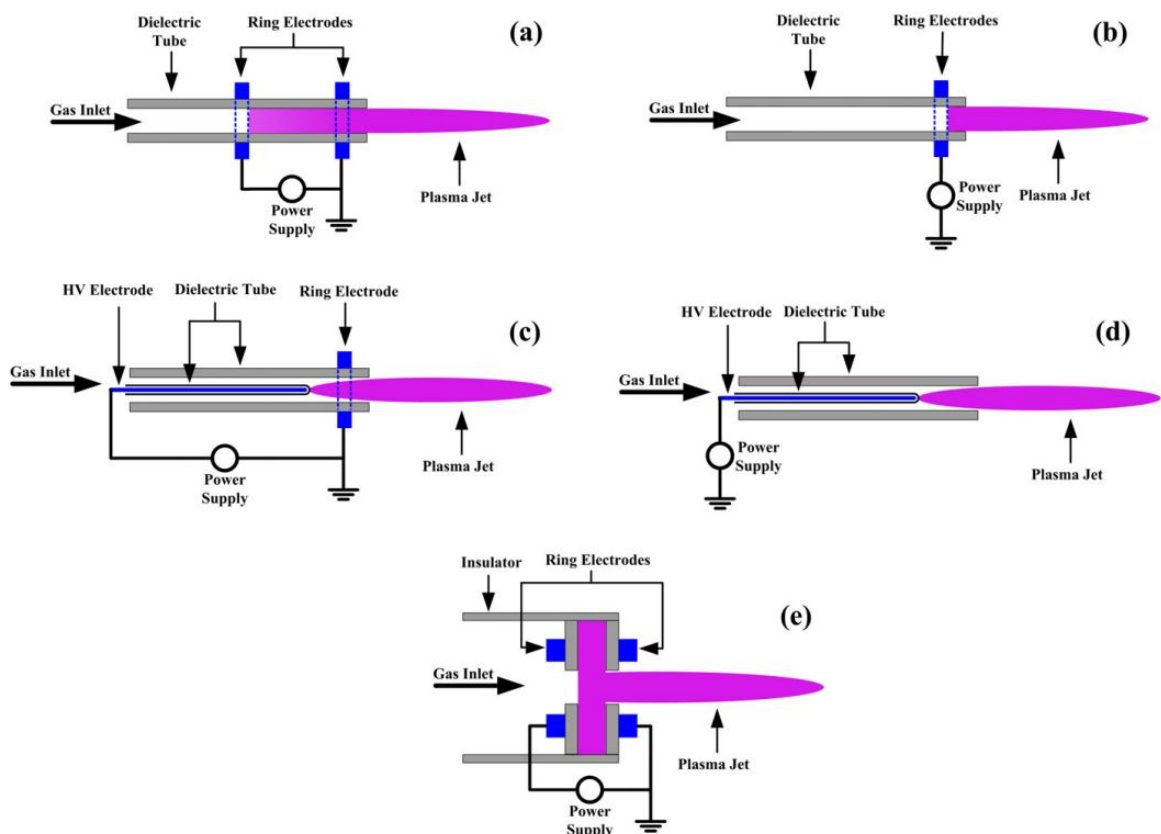 Dielectric
Tube
Ring Electrodes
(a)
Gas Inlet
Power
Supply
Plasma Jet
Dielectric
Tube
Ring Electrodes
(b)
Gas Inlet
Power
Supply
Plasma Jet
HV Electrode
Dielectric Tube
Ring Electrode
(c)
Gas Inlet
Power
Supply
Plasma Jet
HV Electrode
Dielectric Tube
(d)
Gas Inlet
Power
Supply
Plasma Jet
Insulator
Ring Electrodes
(e)
Gas Inlet
Plasma Jet
Power
Supply